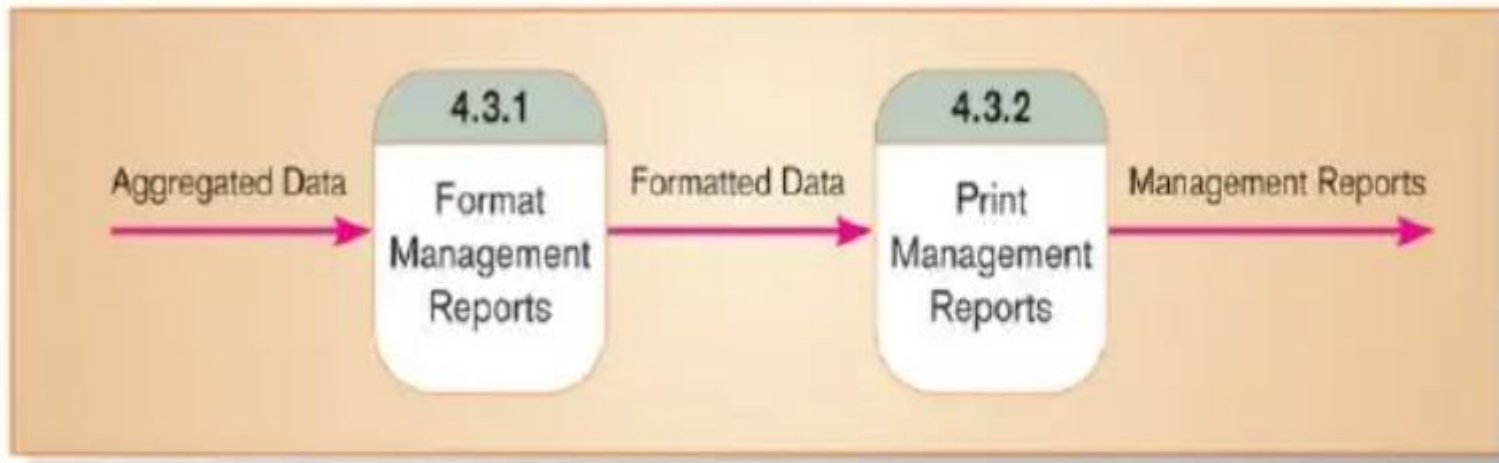 4.3.1
4.3.2
Aggregated Data
Format
Management
Reports
Formatted Data
Print
Management
Reports
Management Reports